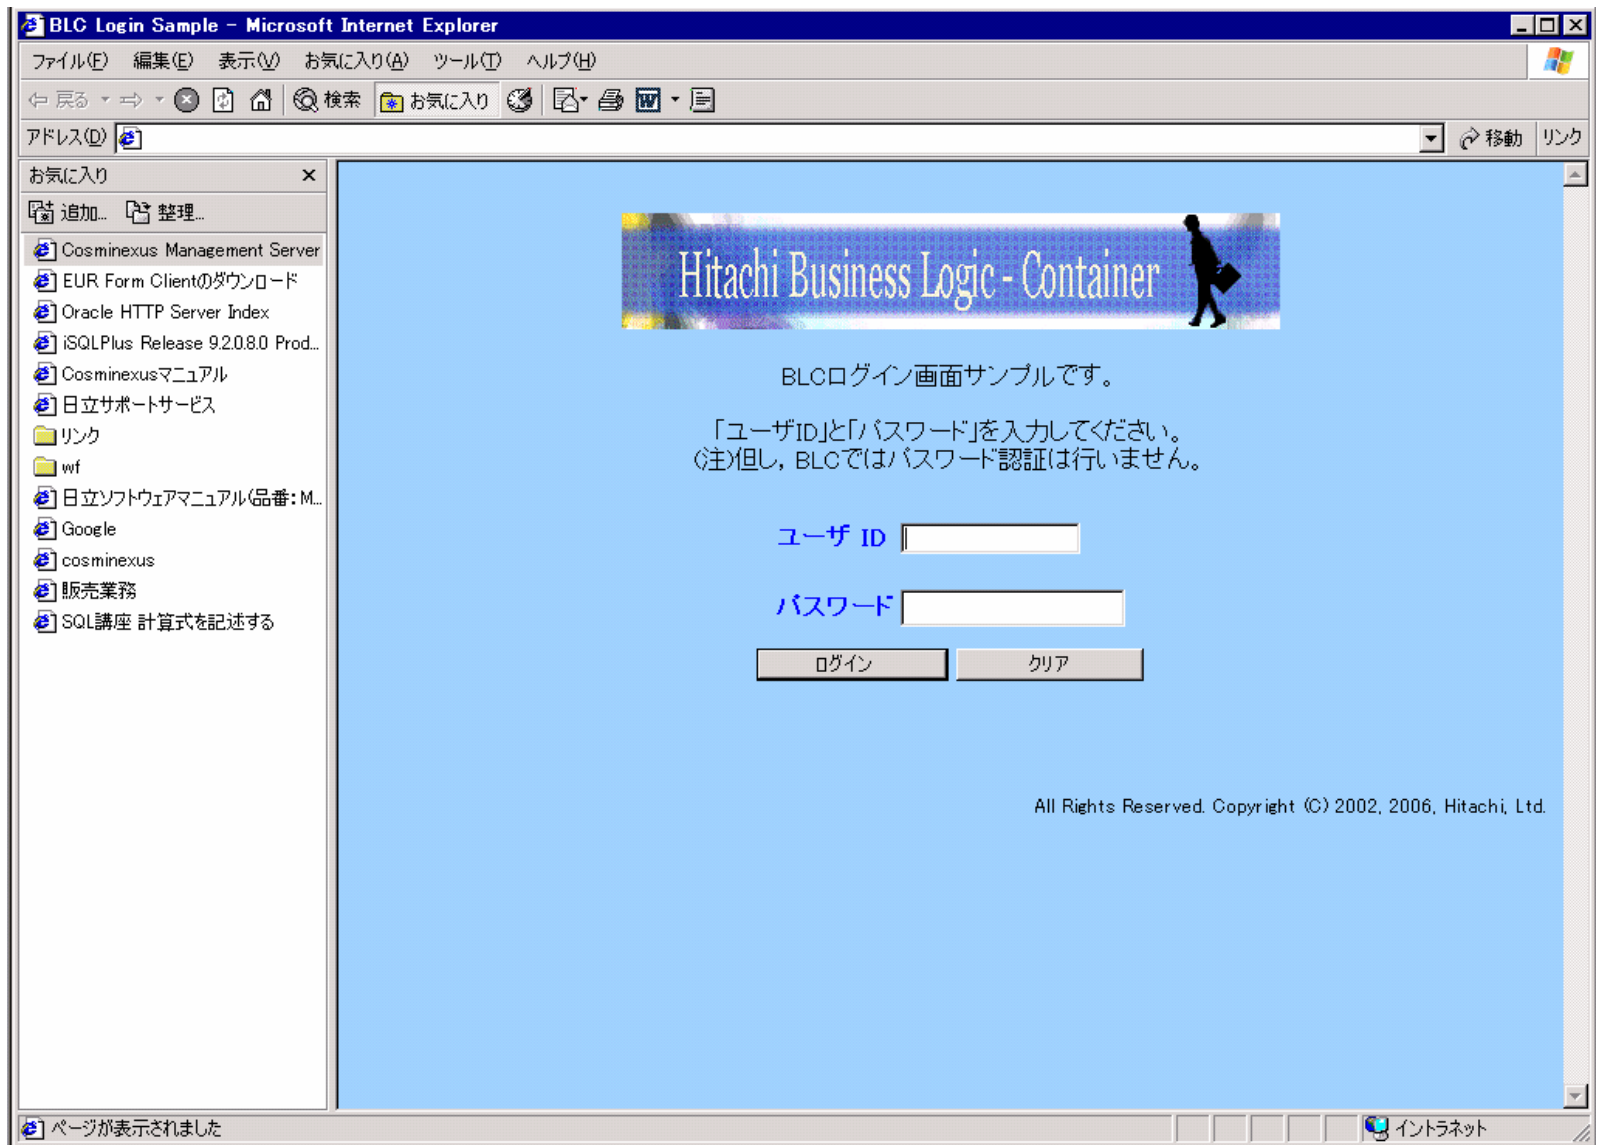 BLC Login Sample - Microsoft Internet Explorer
ファイル(F) 編集(E) 表示(V) お気に入り(A) ツール(T) ヘルプ(H)
戻る 検索 お気に入り
アドレス(D) 移動 リンク
お気に入り
追加... 整理...
Cosminexus Management Server
EUR Form Clientのダウンロード
Oracle HTTP Server Index
iSQLPlus Release 9.2.0.8.0 Prod...
Cosminexusマニュアル
日立サポートサービス
リンク
wf
日立ソフトウェアマニュアル(品番:M...
Google
cosminexus
販売業務
SQL講座 計算式を記述する
Hitachi Business Logic - Container
BLCログイン画面サンプルです。
「ユーザID」と「パスワード」を入力してください。
(注)但し，BLCではパスワード認証は行いません。
ユーザ ID
パスワード
ログイン クリア
All Rights Reserved. Copyright (C) 2002, 2006, Hitachi, Ltd.
ページが表示されました イントラネット